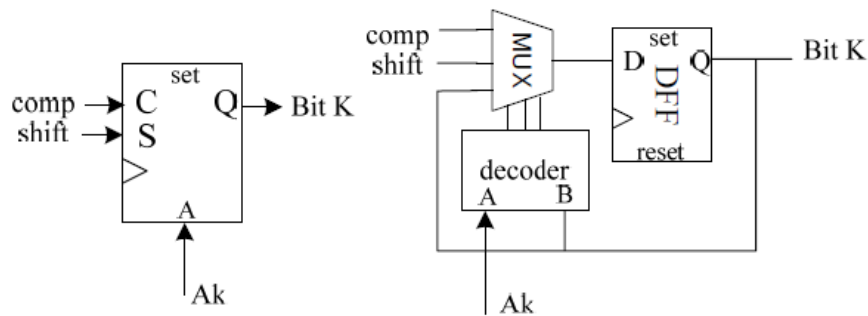 set
comp
C
Q
Bit K
shift
S
A
Ak
comp
shift
MUX
set
D
Q
DFF
reset
Bit K
decoder
A
B
Ak